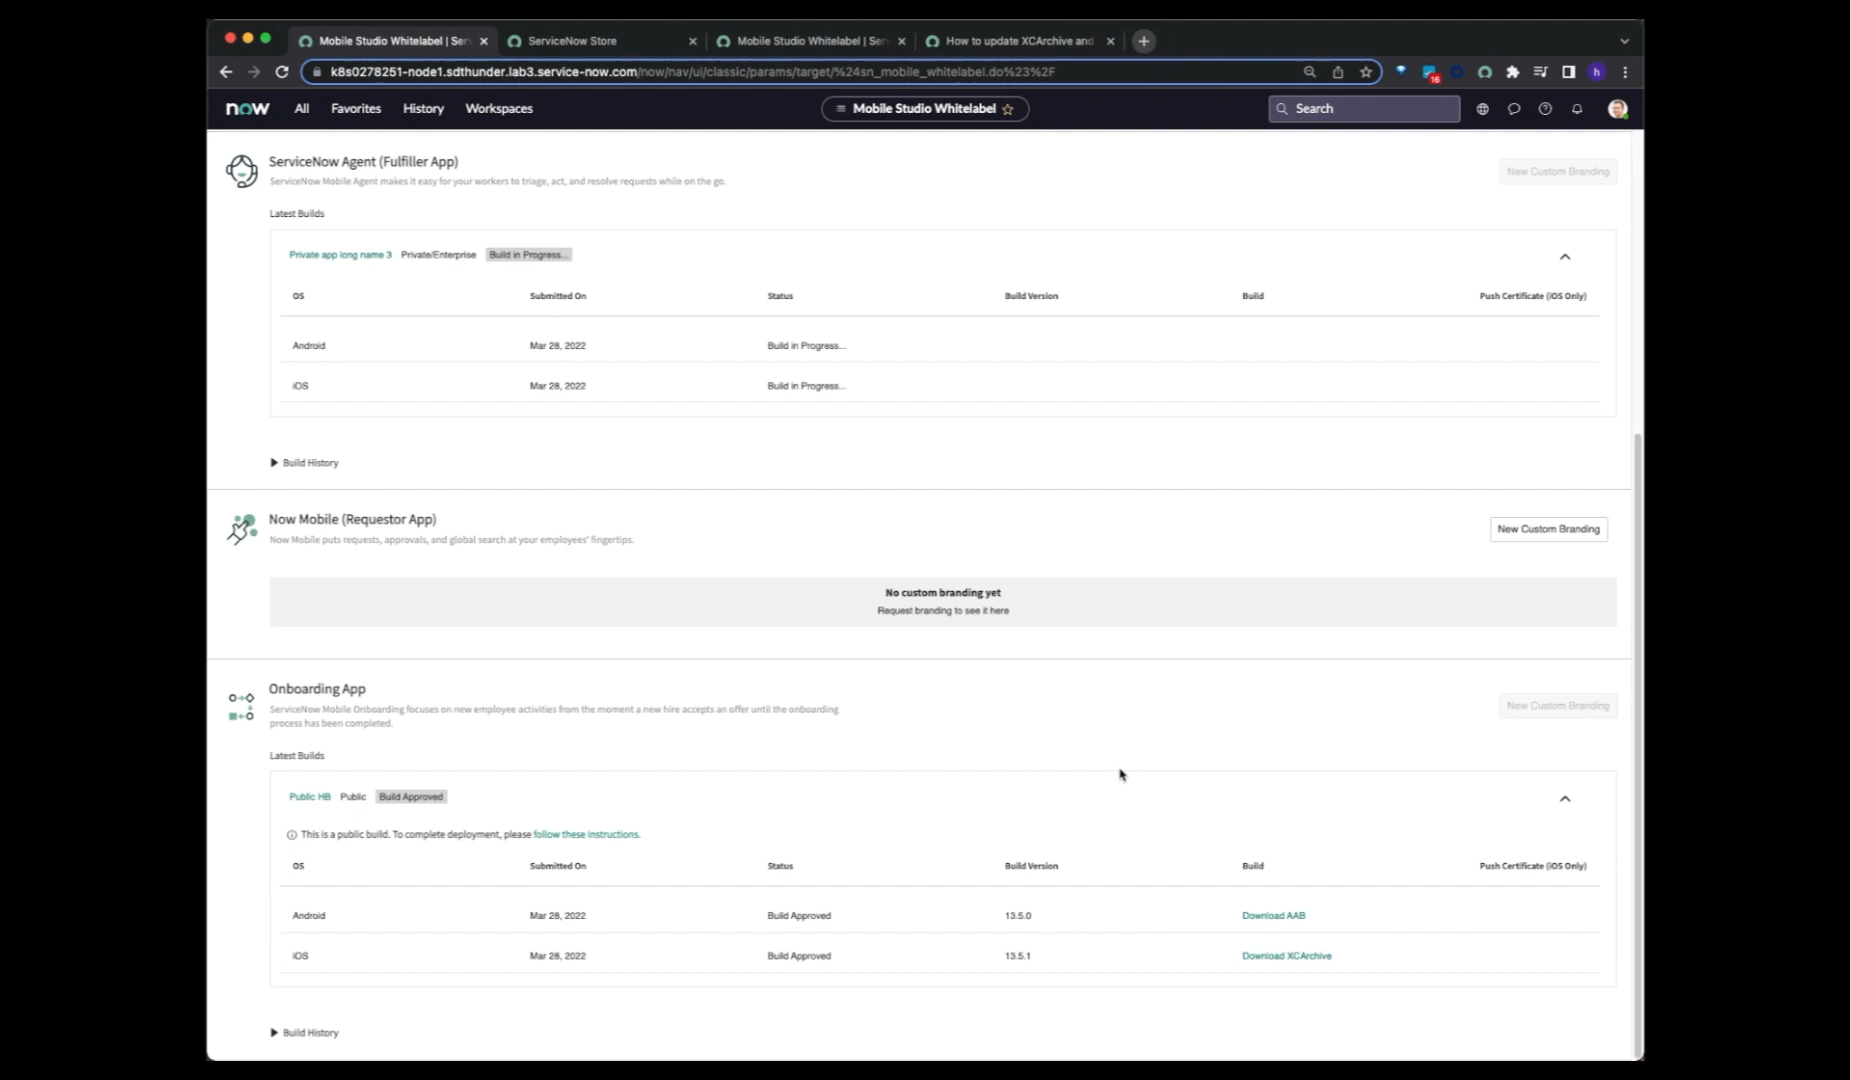 Mobile Studio Whitelabel | Ser
ServiceNow Store
Mobile Studio Whitelabel | Ser
How to update XCArchive and
k8s0278251-node1.sdthunder.lab3.service-now.com/now/nav/ui/classic/params/target/%24sn_mobile_whitelabel.do%23%2F
16
h
now
All
Favorites
History
Workspaces
Mobile Studio Whitelabel
Search
ServiceNow Agent (Fulfiller App)
New Custom Branding
ServiceNow Mobile Agent makes it easy for your workers to triage, act, and resolve requests while on the go.
Latest Builds
Private app long name 3 Private/Enterprise Build in Progress...
OS Submitted On Status Build Version Build Push Certificate (iOS Only)
Android Mar 28, 2022 Build in Progress...
iOS Mar 28, 2022 Build in Progress...
Build History
Now Mobile (Requestor App)
New Custom Branding
Now Mobile puts requests, approvals, and global search at your employees' fingertips.
No custom branding yet
Request branding to see it here
Onboarding App
New Custom Branding
ServiceNow Mobile Onboarding focuses on new employee activities from the moment a new hire accepts an offer until the onboarding
process has been completed.
Latest Builds
Public HB Public Build Approved
This is a public build. To complete deployment, please follow these instructions.
OS Submitted On Status Build Version Build Push Certificate (iOS Only)
Android Mar 28, 2022 Build Approved 13.5.0 Download AAB
iOS Mar 28, 2022 Build Approved 13.5.1 Download XCArchive
Build History